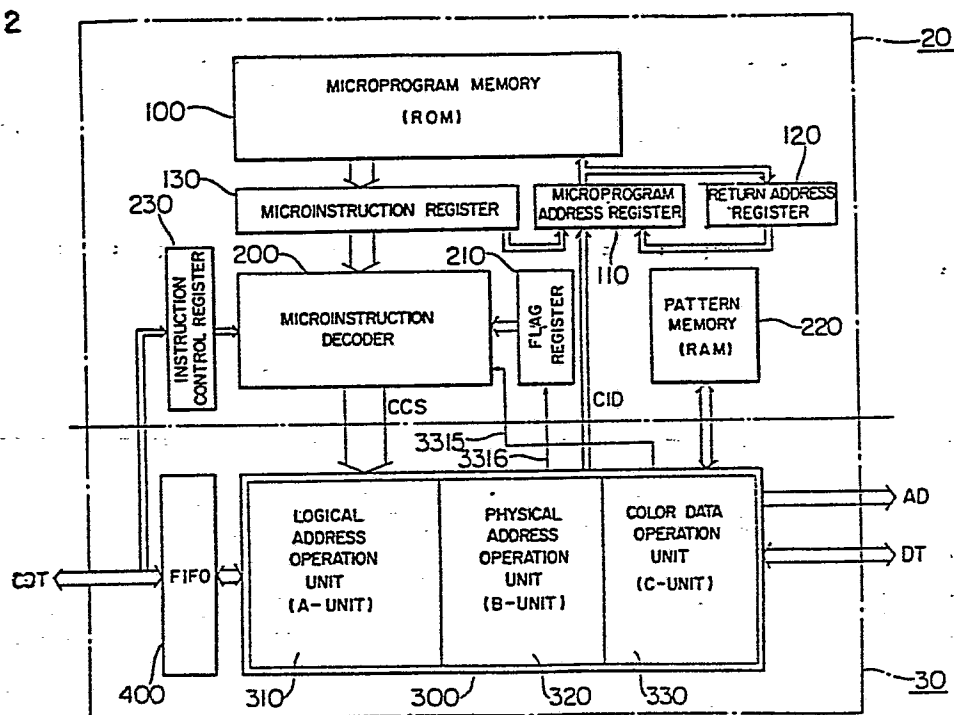 2
20
MICROPROGRAM MEMORY
(ROM)
100
120
130
MICROINSTRUCTION REGISTER
MICROPROGRAM
ADDRESS REGISTER
RETURN ADDRESS
REGISTER
230
200
210
110
INSTRUCTION
CONTROL REGISTER
MICROINSTRUCTION
DECODER
FLAG
REGISTER
PATTERN
MEMORY
(RAM)
220
CCS
CID
3315
3316
LOGICAL
ADDRESS
OPERATION
UNIT
(A-UNIT)
PHYSICAL
ADDRESS
OPERATION
UNIT
(B-UNIT)
COLOR DATA
OPERATION
UNIT
(C-UNIT)
AD
DT
FIFO
400
310
300
320
330
30